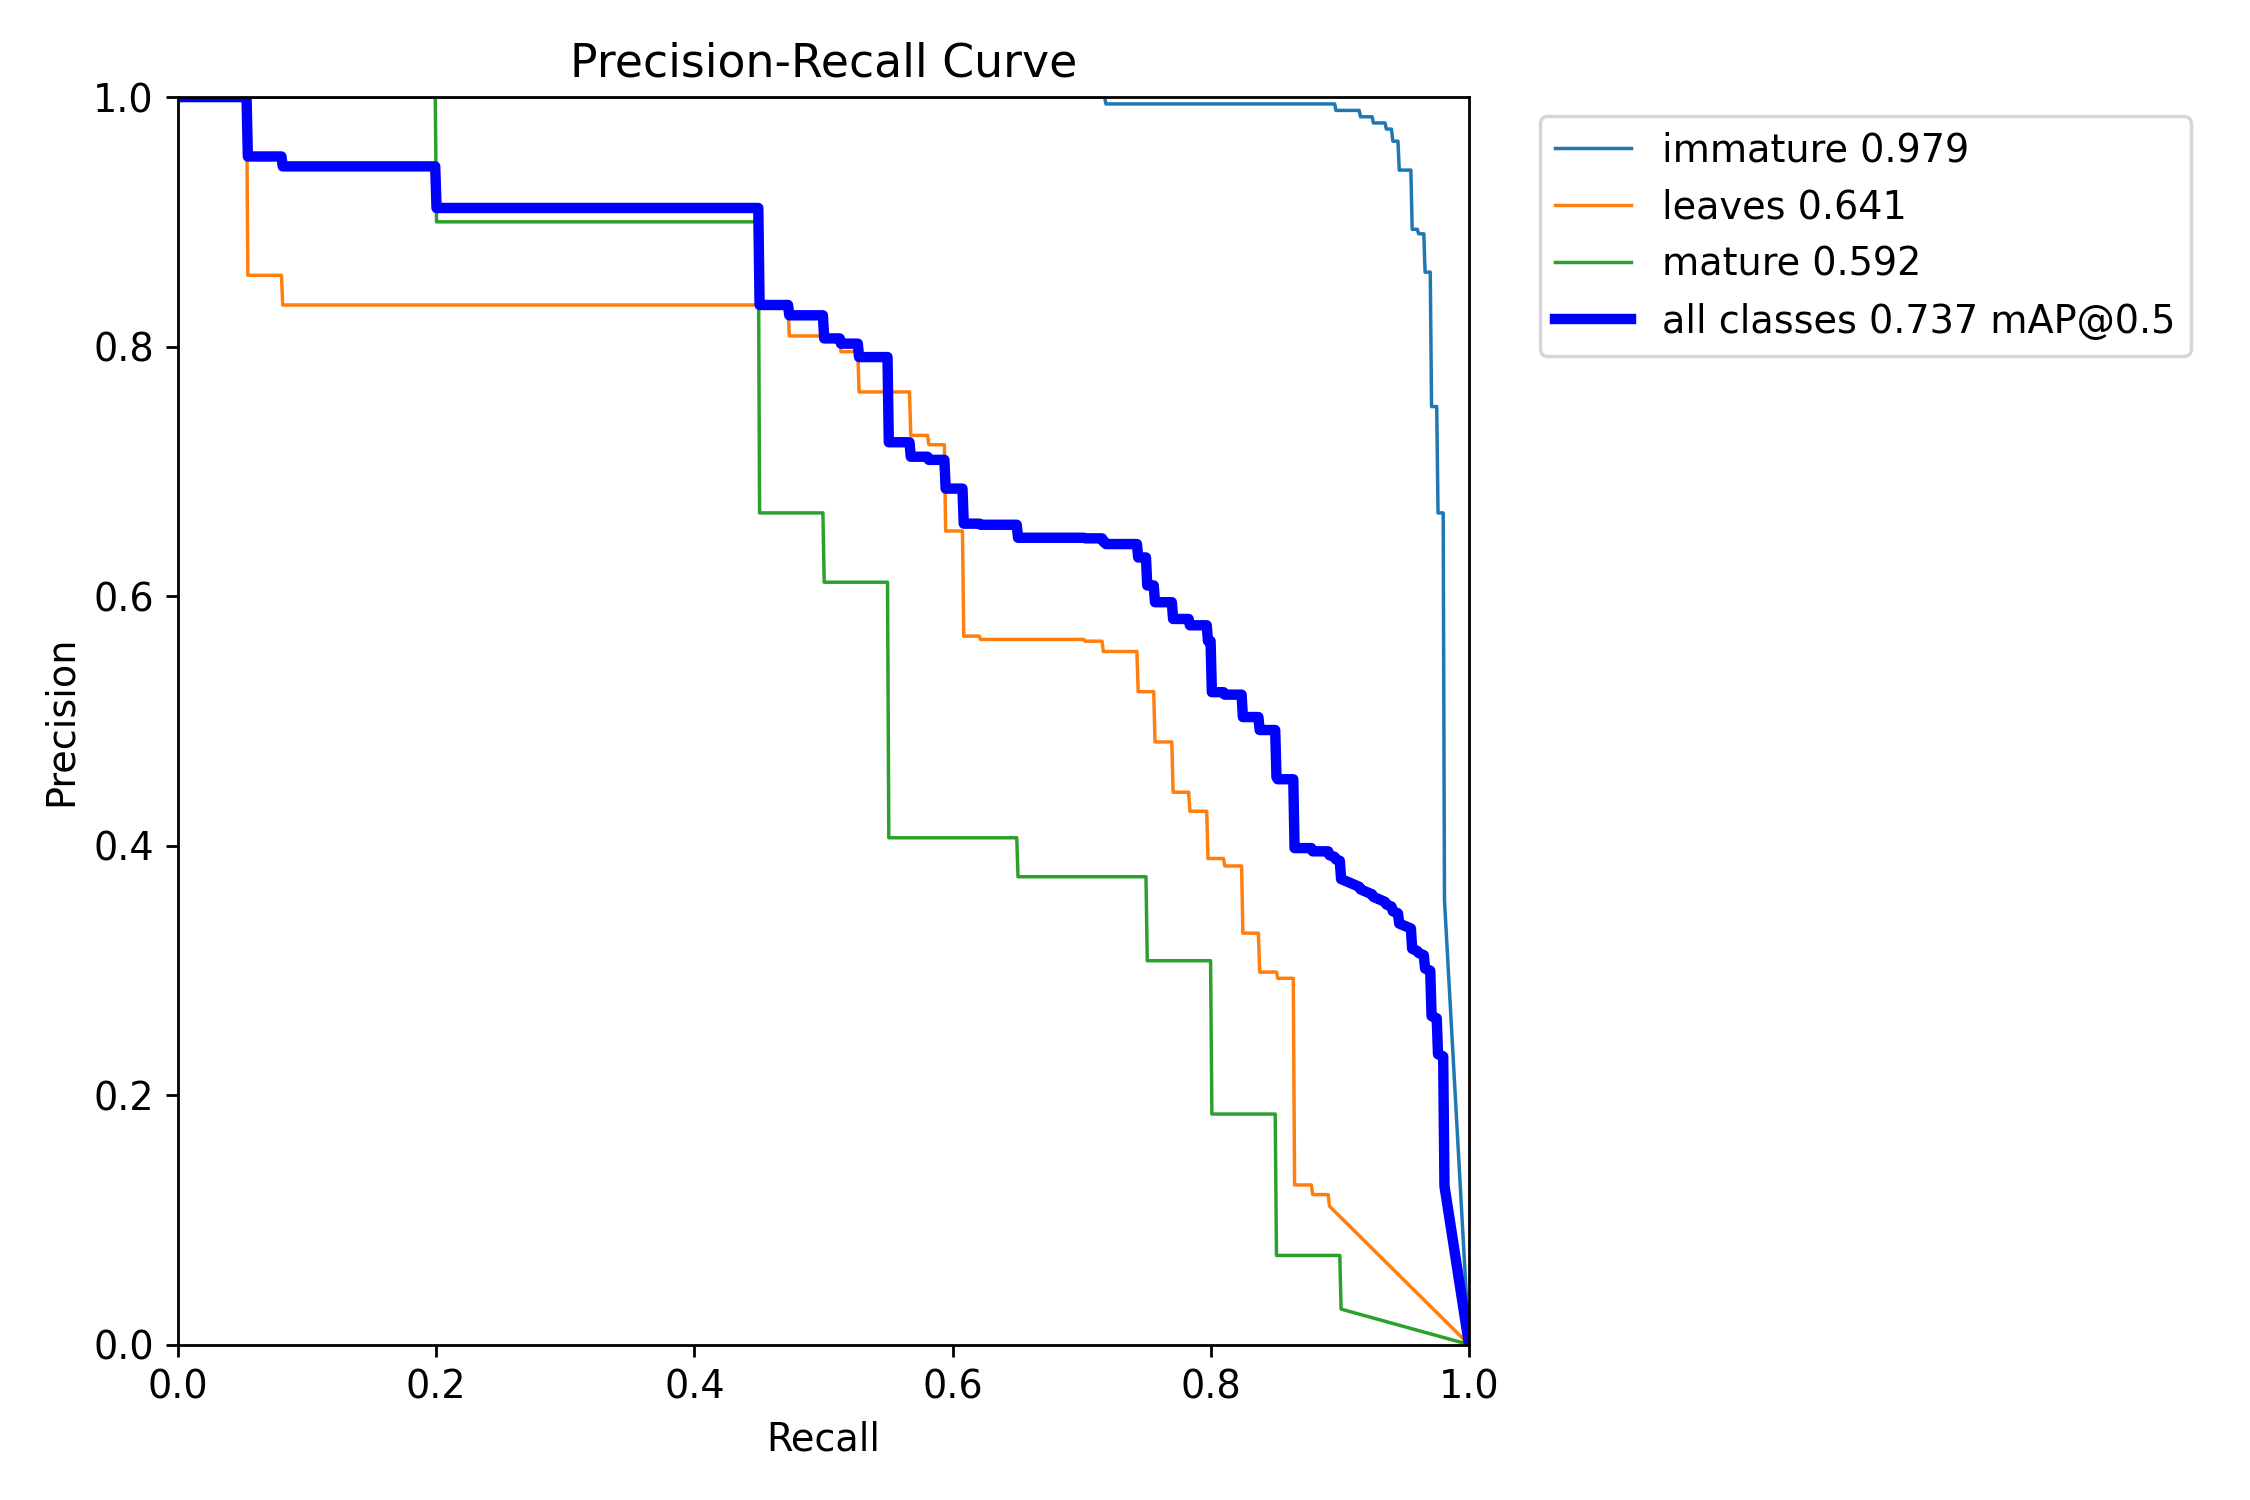 Precision-Recall Curve
immature 0.979
leaves 0.641
mature 0.592
all classes 0.737 mAP@0.5
Precision
1.0
0.8
0.6
0.4
0.2
0.0
0.0 0.2 0.4 0.6 0.8 1.0
Recall